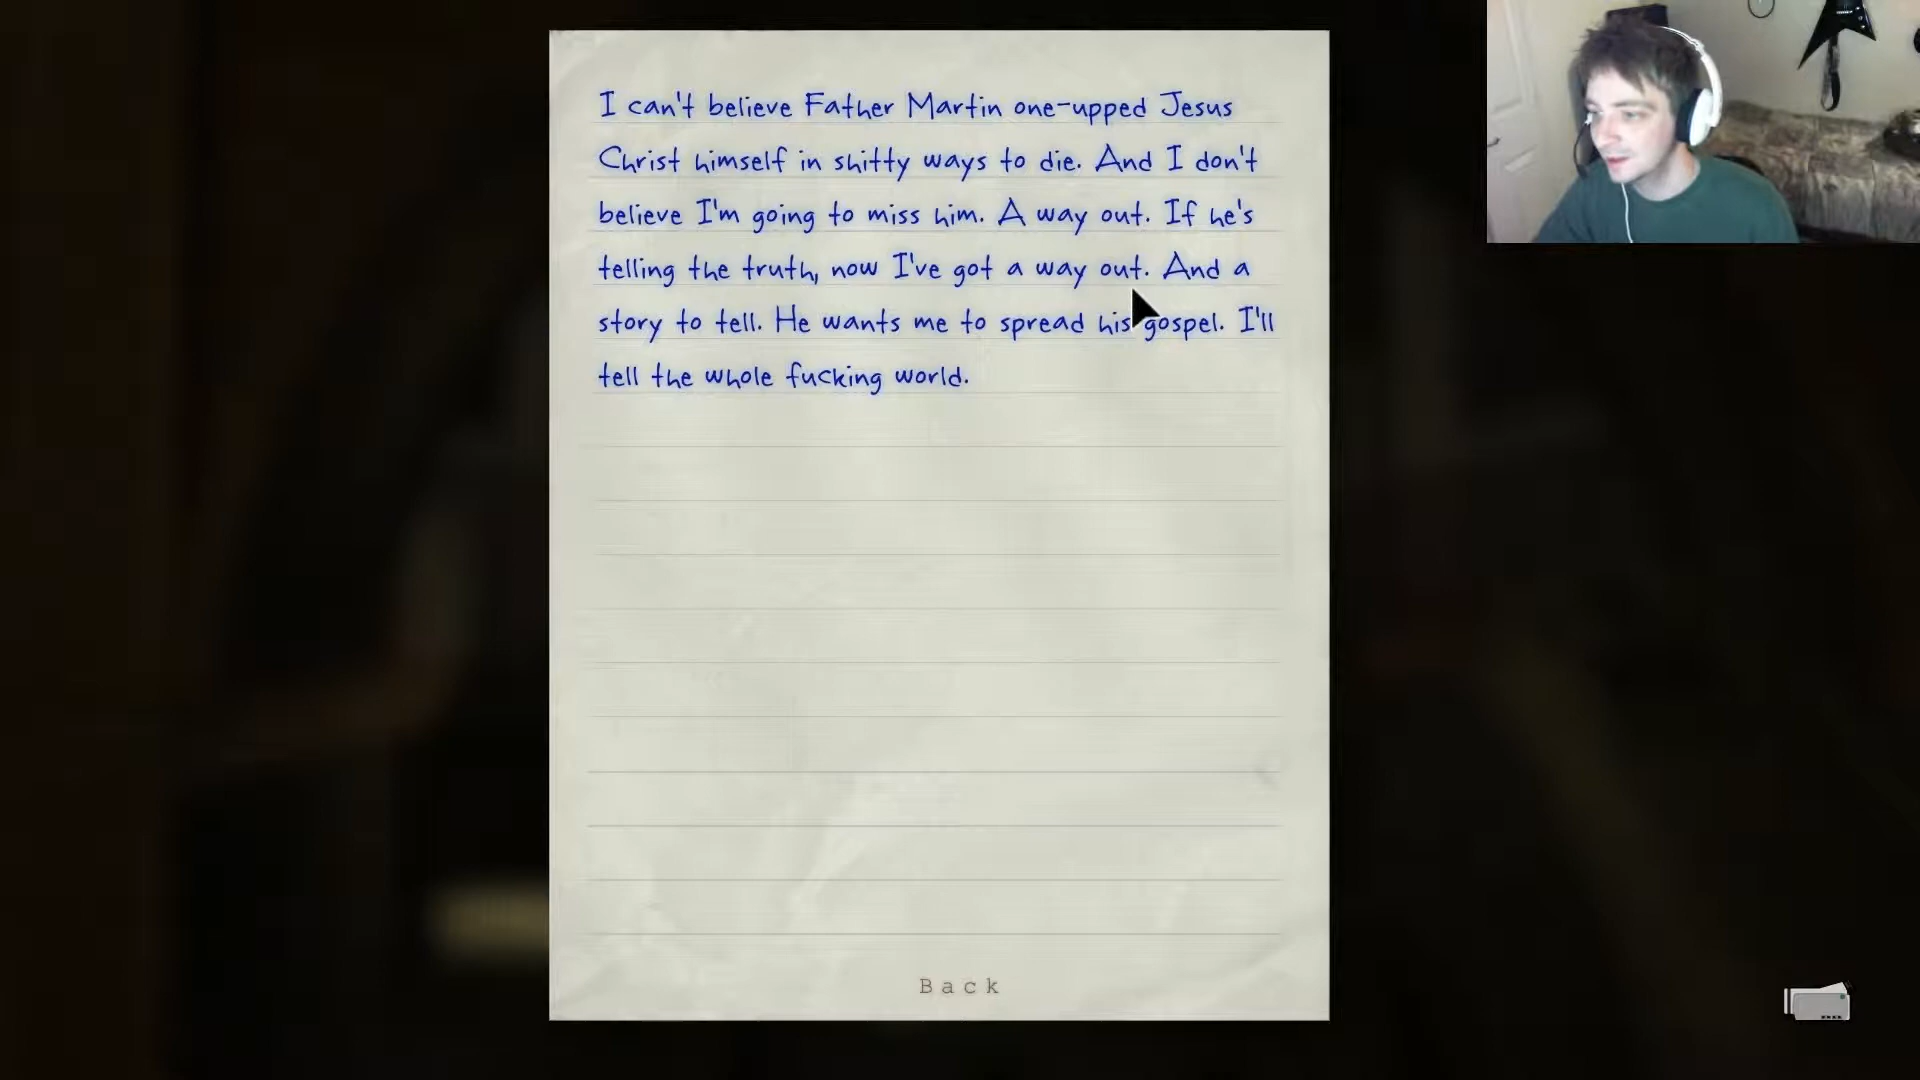 I can't believe Father Martin one-upped Jesus
Christ himself in shitty ways to die. And I don't
believe I'm going to miss him. A way out. If he's
telling the truth, now I've got a way out. And a
story to tell. He wants me to spread his gospel. I'll
tell the whole fucking world.
Back